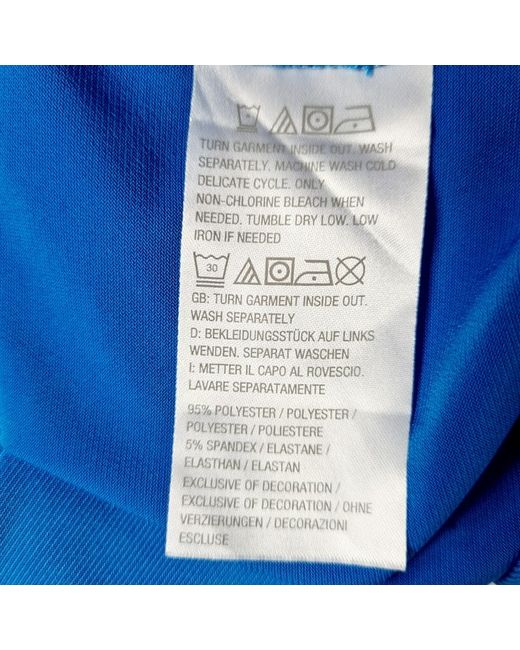 TURN GARMENT INSIDE OUT. WASH
SEPARATELY. MACHINE WASH COLD
DELICATE CYCLE. ONLY
NON-CHLORINE BLEACH WHEN
NEEDED. TUMBLE DRY LOW. LOW
IRON IF NEEDED
30
GB: TURN GARMENT INSIDE OUT.
WASH SEPARATELY
D: BEKLEIDUNGSSTÜCK AUF LINKS
WENDEN. SEPARAT WASCHEN
I: METTER IL CAPO AL ROVESCIO.
LAVARE SEPARATAMENTE
95% POLYESTER / POLYESTER /
POLYESTER / POLIESTERE
5% SPANDEX / ELASTANE /
ELASTHAN / ELASTAN
EXCLUSIVE OF DECORATION /
EXCLUSIVE OF DECORATION / OHNE
VERZIERUNGEN / DECORAZIONI
ESCLUSE